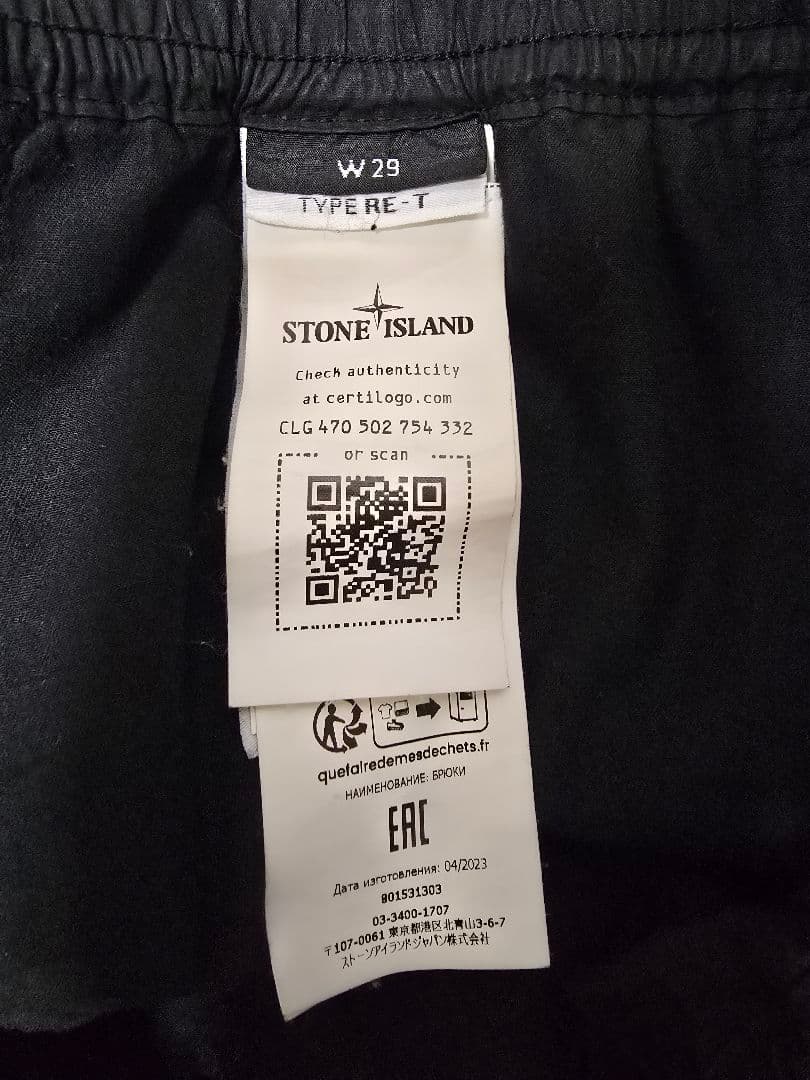 W 29
TYPE RE-T
STONE ISLAND
Check authenticity
at certilogo.com
CLG 470 502 754 332
or scan
quefairedemesdechets.fr
НАИМЕНОВАНИЕ: БРЮКИ
EAC
Дата изготовления: 04/2023
801531303
03-3400-1707
〒107-0061 東京都港区北青山3-6-7
ストーンアイランドジャパン株式会社